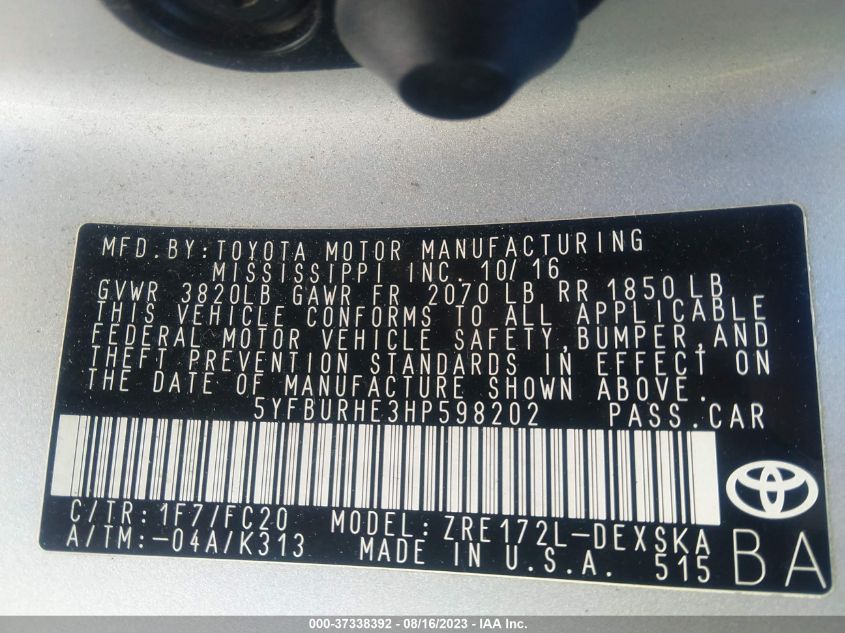 MFD. BY: TOYOTA MOTOR MANUFACTURING
MISSISSIPPI INC. 10/16
GVWR 3820LB GAWR FR 2070 LB RR 1850 LB
THIS VEHICLE CONFORMS TO ALL APPLICABLE
FEDERAL MOTOR VEHICLE SAFETY, BUMPER, AND
THEFT PREVENTION STANDARDS IN EFFECT ON
THE DATE OF MANUFACTURE SHOWN ABOVE.
5YFBURHE3HP598202 PASS. CAR
C/TR: 1F7/FC20 MODEL: ZRE172L-DEXSKA
A/TM: -04A/K313 MADE IN U.S.A. 515 BA
000-37338392 - 08/16/2023 - IAA Inc.